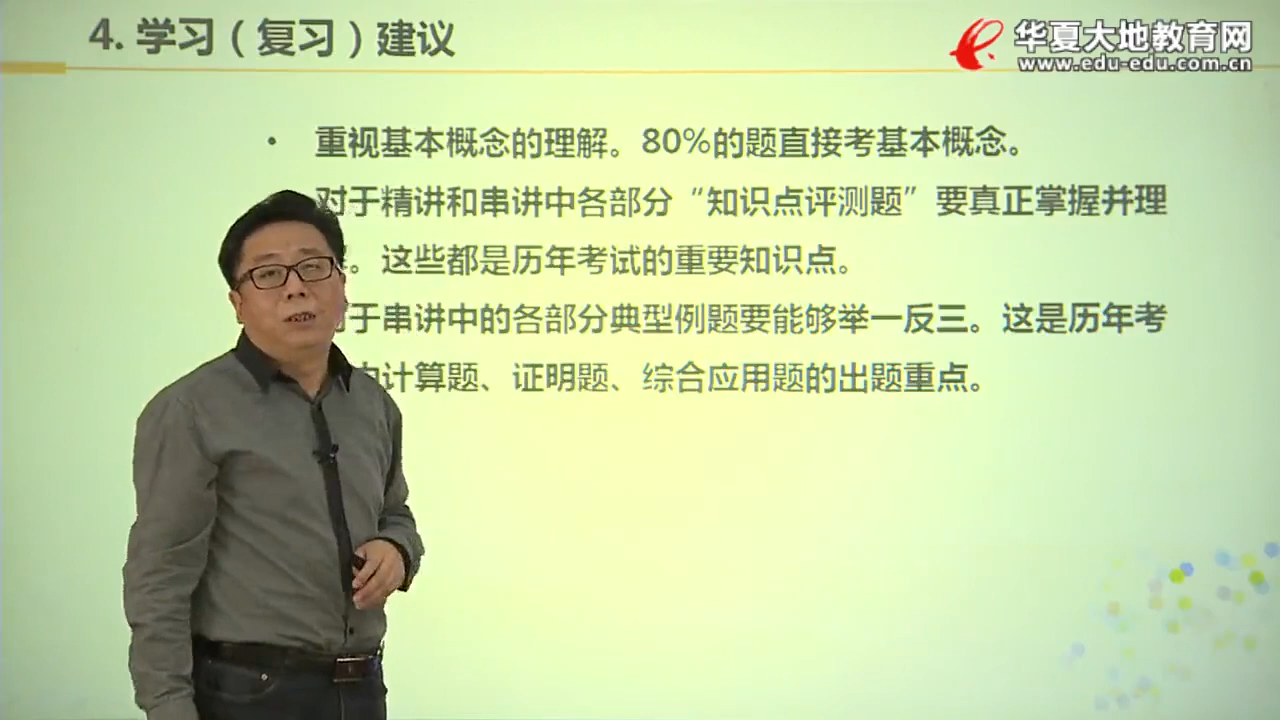 4. 学习（复习）建议
华夏大地教育网
www.edu-edu.com.cn
• 重视基本概念的理解。80%的题直接考基本概念。
对于精讲和串讲中各部分“知识点评测题”要真正掌握并理
。这些都是历年考试的重要知识点。
于串讲中的各部分典型例题要能够举一反三。这是历年考
计算题、证明题、综合应用题的出题重点。